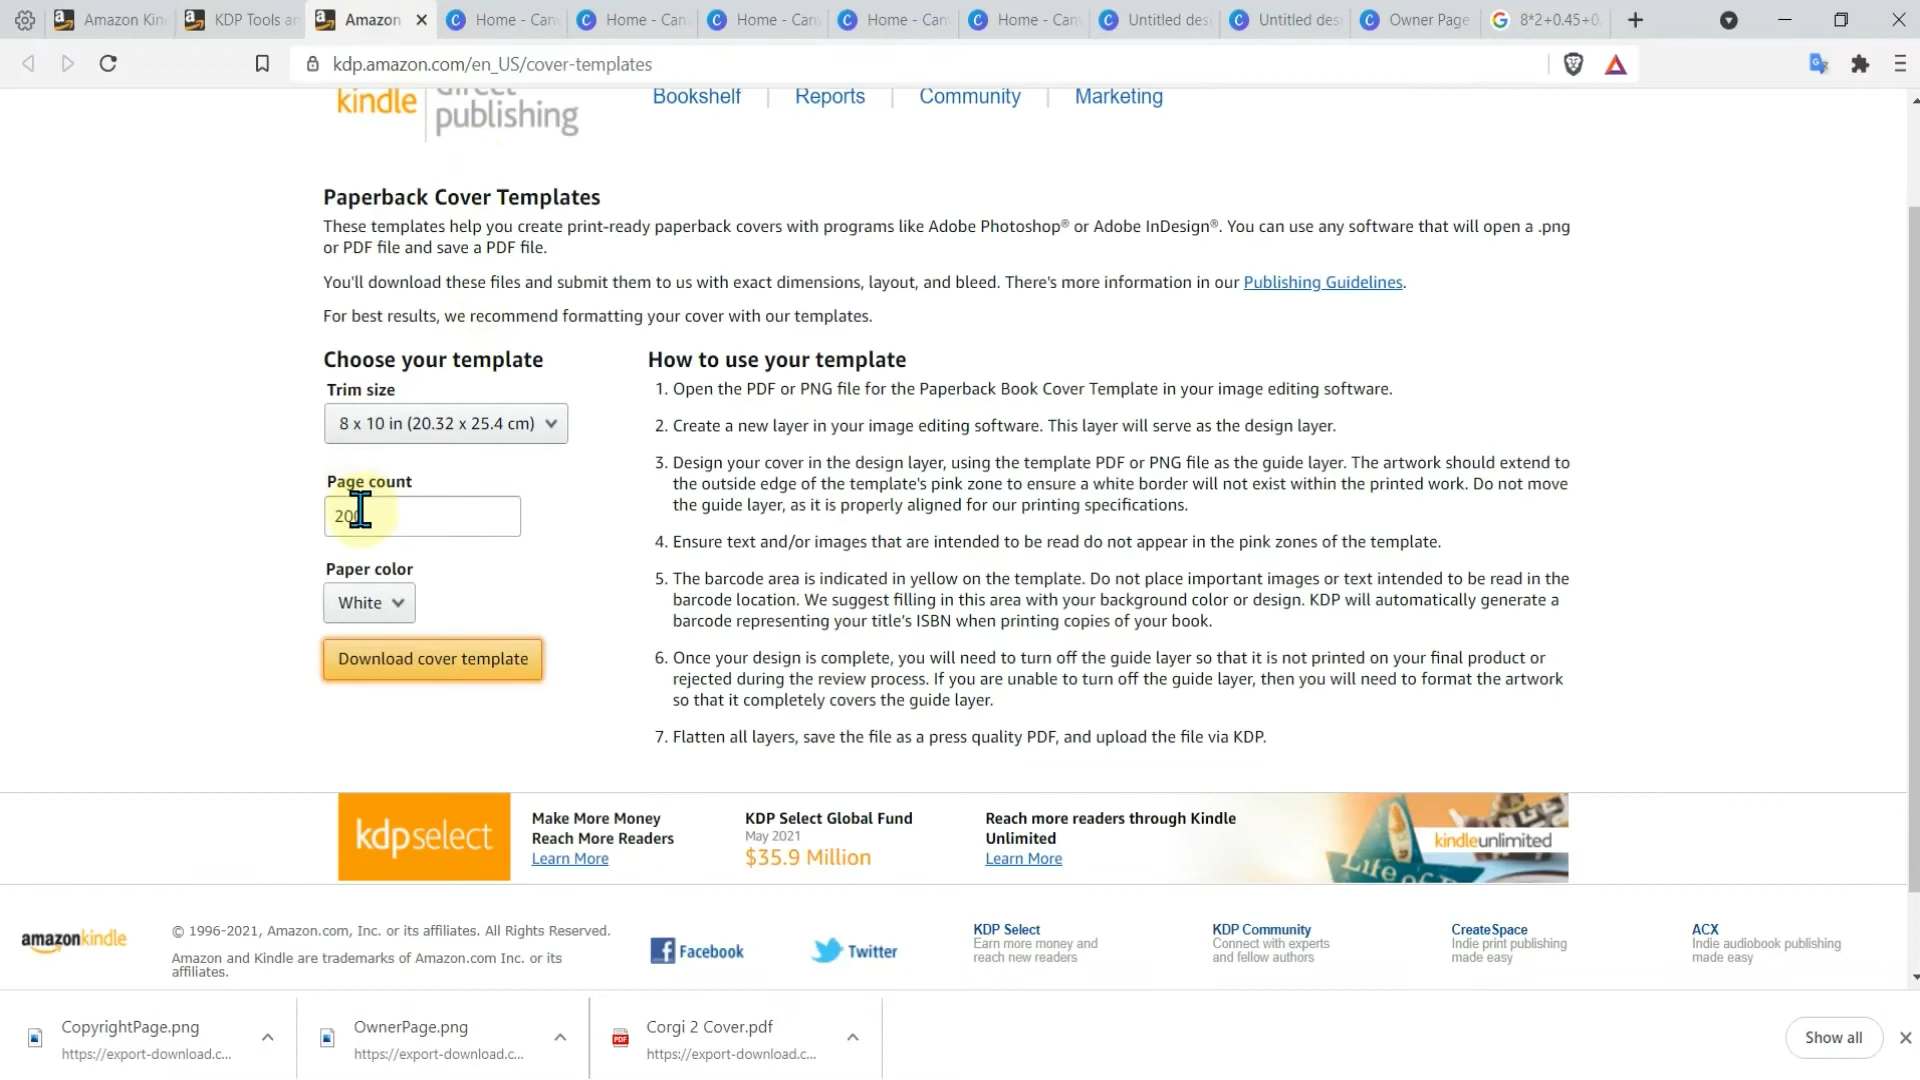 Amazon Kin
KDP Tools an
Amazon
Home - Can
Home - Can
Home - Can
Home - Can
Home - Can
Untitled desi
Untitled des
Owner Page
8*2+0.45+0.
kdp.amazon.com/en_US/cover-templates
kindle direct publishing
Bookshelf
Reports
Community
Marketing
Paperback Cover Templates
These templates help you create print-ready paperback covers with programs like Adobe Photoshop® or Adobe InDesign®. You can use any software that will open a .png
or PDF file and save a PDF file.
You'll download these files and submit them to us with exact dimensions, layout, and bleed. There's more information in our Publishing Guidelines.
For best results, we recommend formatting your cover with our templates.
Choose your template
Trim size
8 x 10 in (20.32 x 25.4 cm)
Page count
200
Paper color
White
Download cover template
How to use your template
1. Open the PDF or PNG file for the Paperback Book Cover Template in your image editing software.
2. Create a new layer in your image editing software. This layer will serve as the design layer.
3. Design your cover in the design layer, using the template PDF or PNG file as the guide layer. The artwork should extend to
the outside edge of the template's pink zone to ensure a white border will not exist within the printed work. Do not move
the guide layer, as it is properly aligned for our printing specifications.
4. Ensure text and/or images that are intended to be read do not appear in the pink zones of the template.
5. The barcode area is indicated in yellow on the template. Do not place important images or text intended to be read in the
barcode location. We suggest filling in this area with your background color or design. KDP will automatically generate a
barcode representing your title's ISBN when printing copies of your book.
6. Once your design is complete, you will need to turn off the guide layer so that it is not printed on your final product or
rejected during the review process. If you are unable to turn off the guide layer, then you will need to format the artwork
so that it completely covers the guide layer.
7. Flatten all layers, save the file as a press quality PDF, and upload the file via KDP.
kdpselect
Make More Money
Reach More Readers
Learn More
KDP Select Global Fund
May 2021
$35.9 Million
Reach more readers through Kindle
Unlimited
Learn More
kindleunlimited
Life of
amazonkindle
© 1996-2021, Amazon.com, Inc. or its affiliates. All Rights Reserved.
Amazon and Kindle are trademarks of Amazon.com Inc. or its
affiliates.
Facebook
Twitter
KDP Select
Earn more money and
reach new readers
KDP Community
Connect with experts
and fellow authors
CreateSpace
Indie print publishing
made easy
ACX
Indie audiobook publishing
made easy
CopyrightPage.png
https://export-download.c...
OwnerPage.png
https://export-download.c...
PDF
Corgi 2 Cover.pdf
https://export-download.c...
Show all